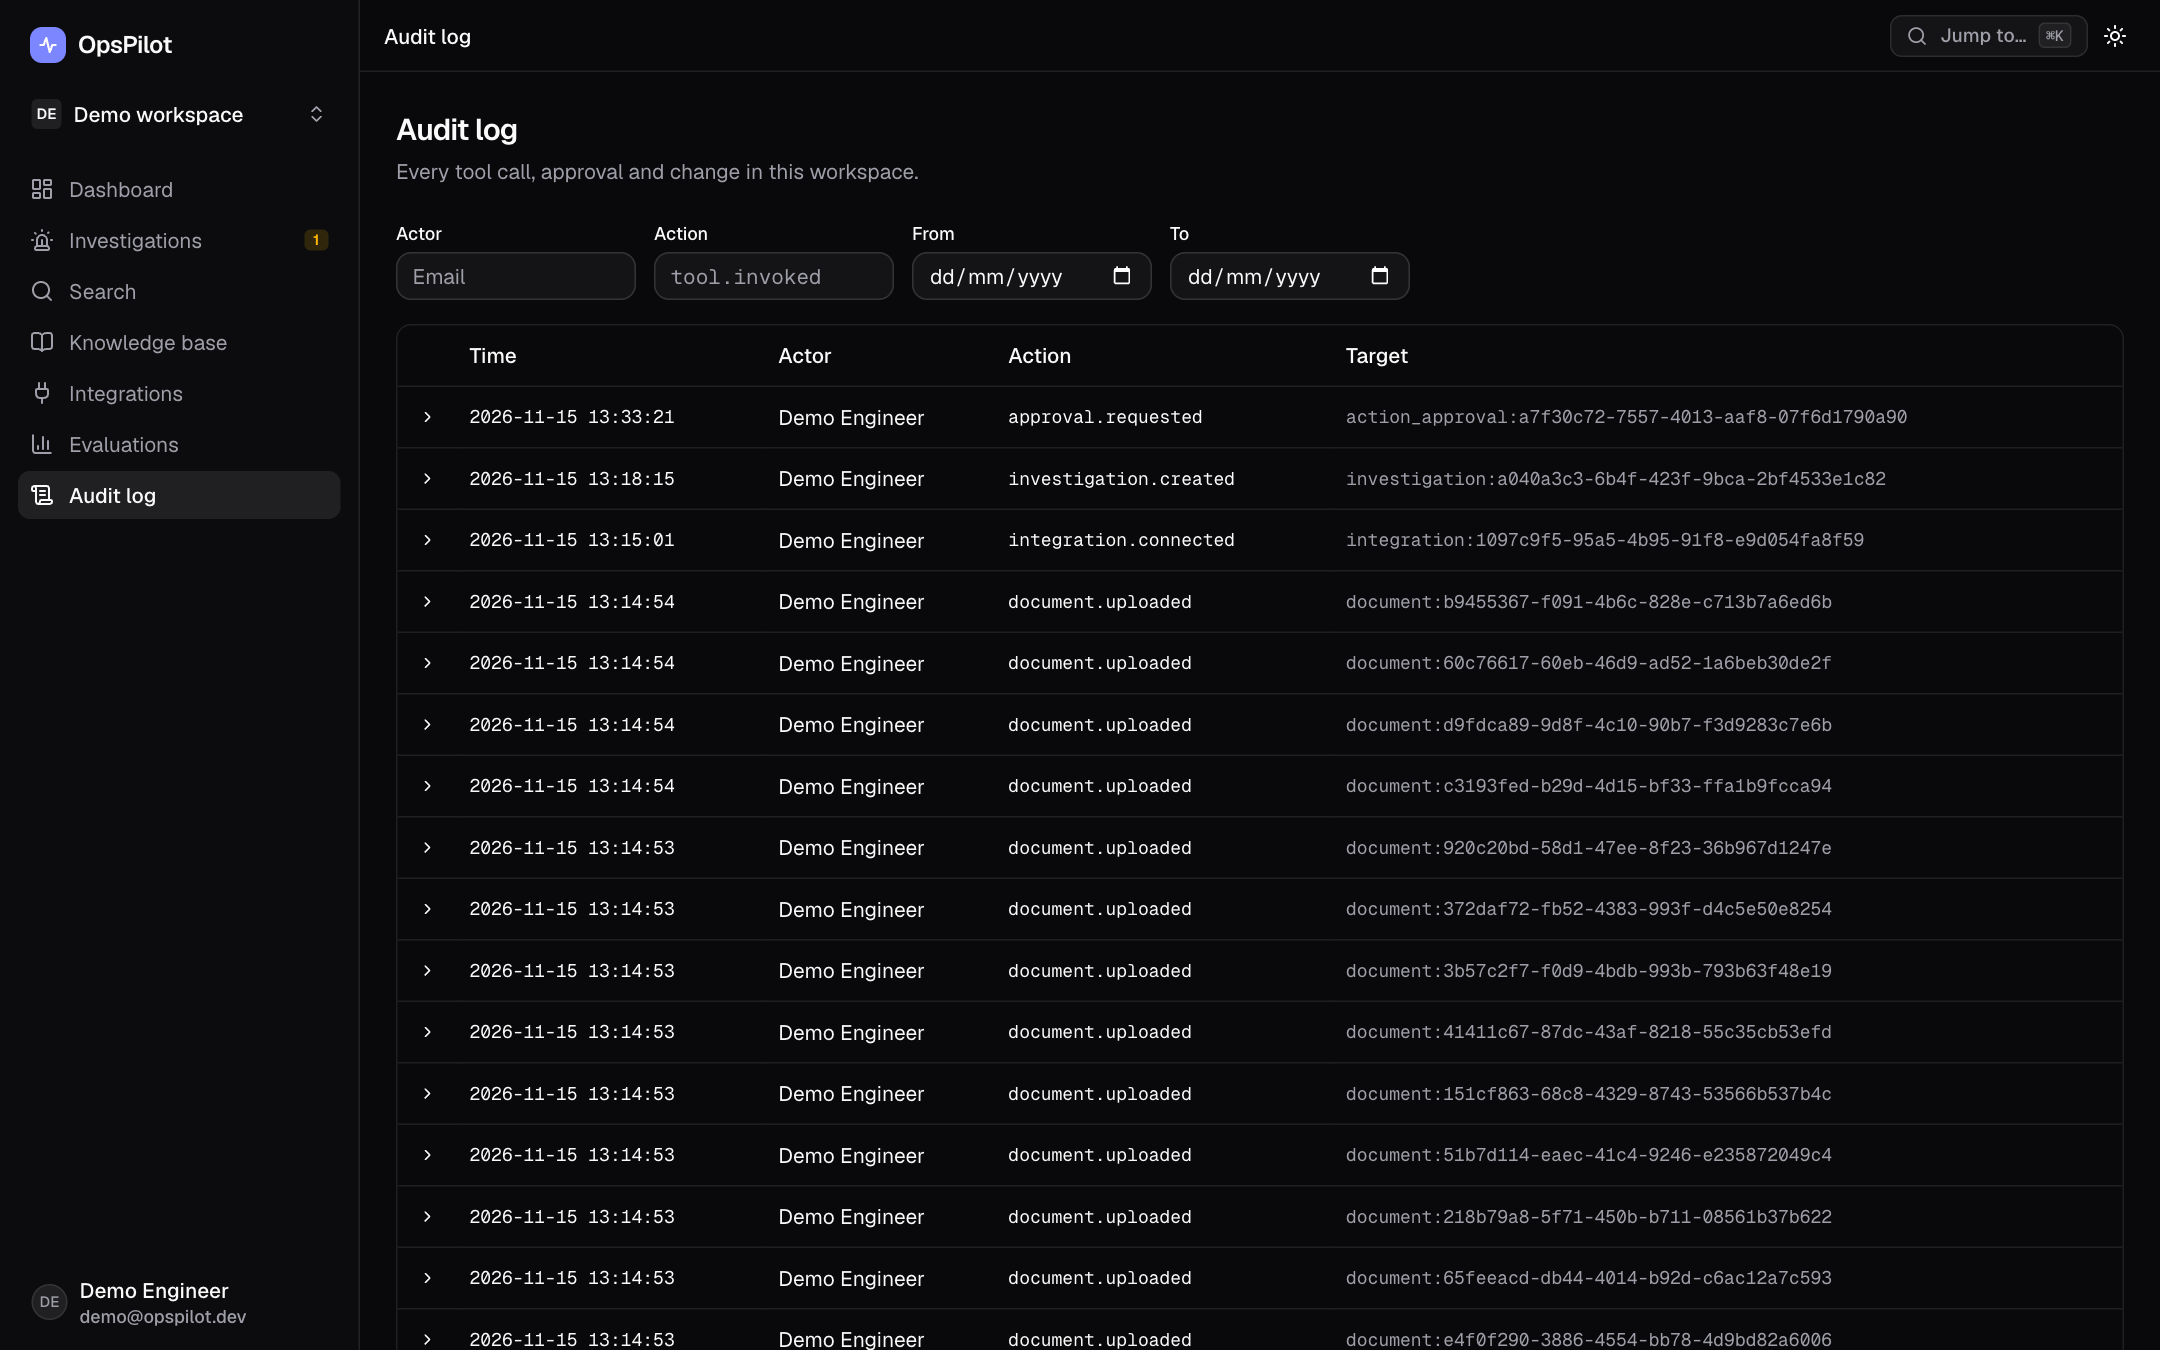 OpsPilot
DE Demo workspace
Dashboard
Investigations 1
Search
Knowledge base
Integrations
Evaluations
Audit log
DE Demo Engineer
demo@opspilot.dev
Audit log
Jump to... ⌘K
Audit log
Every tool call, approval and change in this workspace.
Actor Action From To
Email tool.invoked dd/mm/yyyy dd/mm/yyyy
Time Actor Action Target
2026-11-15 13:33:21 Demo Engineer approval.requested action_approval:a7f30c72-7557-4013-aaf8-07f6d1790a90
2026-11-15 13:18:15 Demo Engineer investigation.created investigation:a040a3c3-6b4f-423f-9bca-2bf4533e1c82
2026-11-15 13:15:01 Demo Engineer integration.connected integration:1097c9f5-95a5-4b95-91f8-e9d054fa8f59
2026-11-15 13:14:54 Demo Engineer document.uploaded document:b9455367-f091-4b6c-828e-c713b7a6ed6b
2026-11-15 13:14:54 Demo Engineer document.uploaded document:60c76617-60eb-46d9-ad52-1a6beb30de2f
2026-11-15 13:14:54 Demo Engineer document.uploaded document:d9fdca89-9d8f-4c10-90b7-f3d9283c7e6b
2026-11-15 13:14:54 Demo Engineer document.uploaded document:c3193fed-b29d-4d15-bf33-ffa1b9fcca94
2026-11-15 13:14:53 Demo Engineer document.uploaded document:920c20bd-58d1-47ee-8f23-36b967d1247e
2026-11-15 13:14:53 Demo Engineer document.uploaded document:372daf72-fb52-4383-993f-d4c5e50e8254
2026-11-15 13:14:53 Demo Engineer document.uploaded document:3b57c2f7-f0d9-4bdb-993b-793b63f48e19
2026-11-15 13:14:53 Demo Engineer document.uploaded document:41411c67-87dc-43af-8218-55c35cb53efd
2026-11-15 13:14:53 Demo Engineer document.uploaded document:151cf863-68c8-4329-8743-53566b537b4c
2026-11-15 13:14:53 Demo Engineer document.uploaded document:51b7d114-eaec-41c4-9246-e235872049c4
2026-11-15 13:14:53 Demo Engineer document.uploaded document:218b79a8-5f71-450b-b711-08561b37b622
2026-11-15 13:14:53 Demo Engineer document.uploaded document:65feeacd-db44-4014-b92d-c6ac12a7c593
2026-11-15 13:14:53 Demo Engineer document.uploaded document:e4f0f290-3886-4554-bb78-4d9bd82a6006